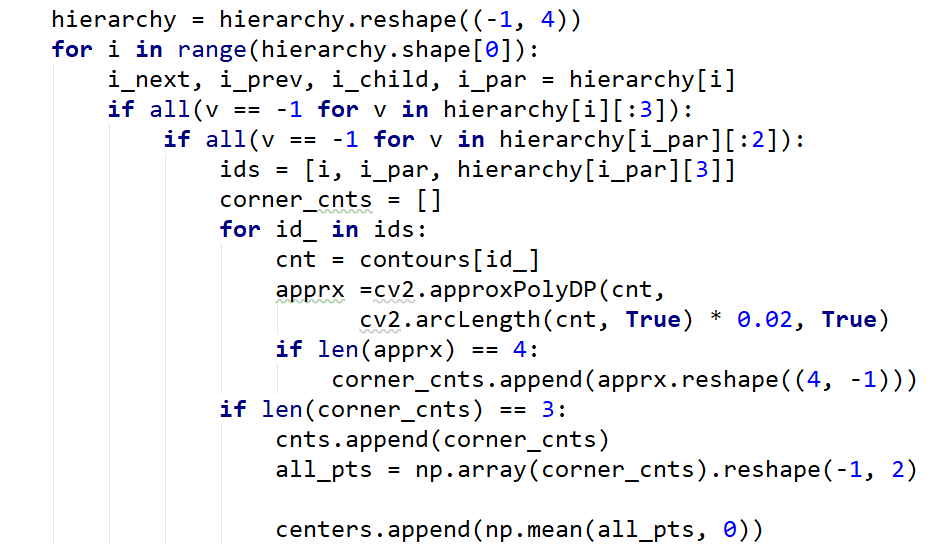 hierarchy = hierarchy.reshape((-1, 4))
for i in range(hierarchy.shape[0]):
    i_next, i_prev, i_child, i_par = hierarchy[i]
    if all(v == -1 for v in hierarchy[i][:3]):
        if all(v == -1 for v in hierarchy[i_par][:2]):
            ids = [i, i_par, hierarchy[i_par][3]]
            corner_cnts = []
            for id_ in ids:
                cnt = contours[id_]
                apprx =cv2.approxPolyDP(cnt,
                      cv2.arcLength(cnt, True) * 0.02, True)
                if len(apprx) == 4:
                    corner_cnts.append(apprx.reshape((4, -1)))
            if len(corner_cnts) == 3:
                cnts.append(corner_cnts)
                all_pts = np.array(corner_cnts).reshape(-1, 2)

                centers.append(np.mean(all_pts, 0))